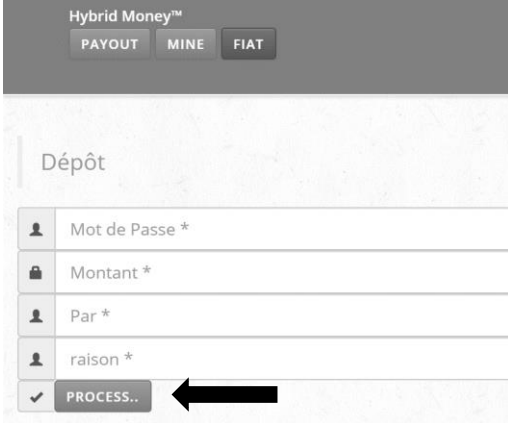 Hybrid Money™
PAYOUT MINE FIAT
Dépôt
Mot de Passe *
Montant *
Par *
raison *
PROCESS..